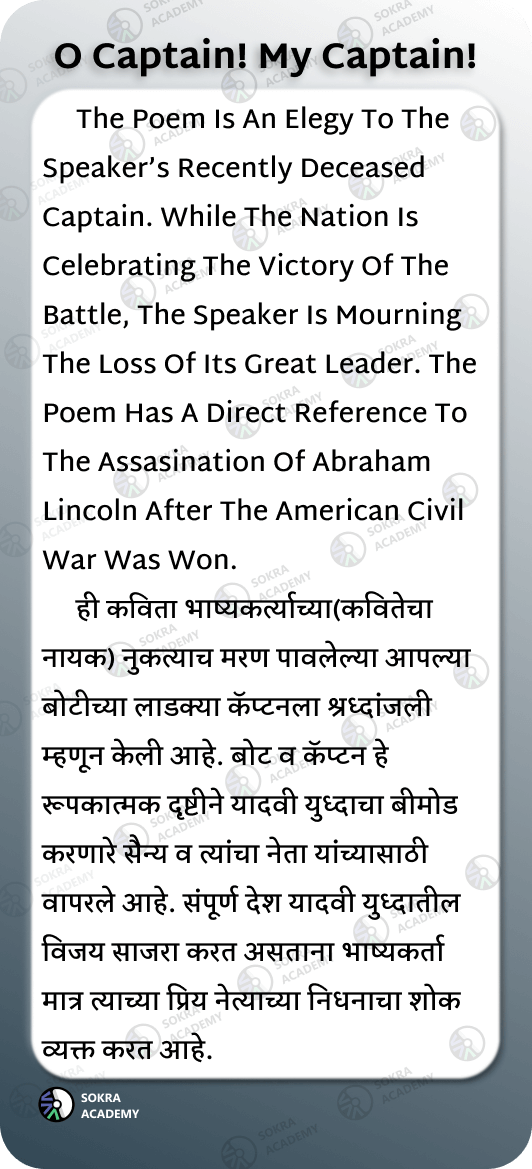 O Captain! My Captain!
The Poem Is An Elegy To The
Speaker's Recently Deceased
Captain. While The Nation Is
Celebrating The Victory Of The
Battle, The Speaker Is Mourning
The Loss Of Its Great Leader. The
Poem Has A Direct Reference To
The Assasination Of Abraham
Lincoln After The American Civil
War Was Won.
ही कविता भाष्यकर्त्याच्या(कवितेचा
नायक) नुकत्याच मरण पावलेल्या आपल्या
बोटीच्या लाडक्या कॅप्टनला श्रध्दांजली
म्हणून केली आहे. बोट व कॅप्टन हे
रूपकात्मक दृष्टीने यादवी युध्दाचा बीमोड
करणारे सैन्य व त्यांचा नेता यांच्यासाठी
वापरले आहे. संपूर्ण देश यादवी युध्दातील
विजय साजरा करत असताना भाष्यकर्ता
मात्र त्याच्या प्रिय नेत्याच्या निधनाचा शोक
व्यक्त करत आहे.
SOKRA
ACADEMY